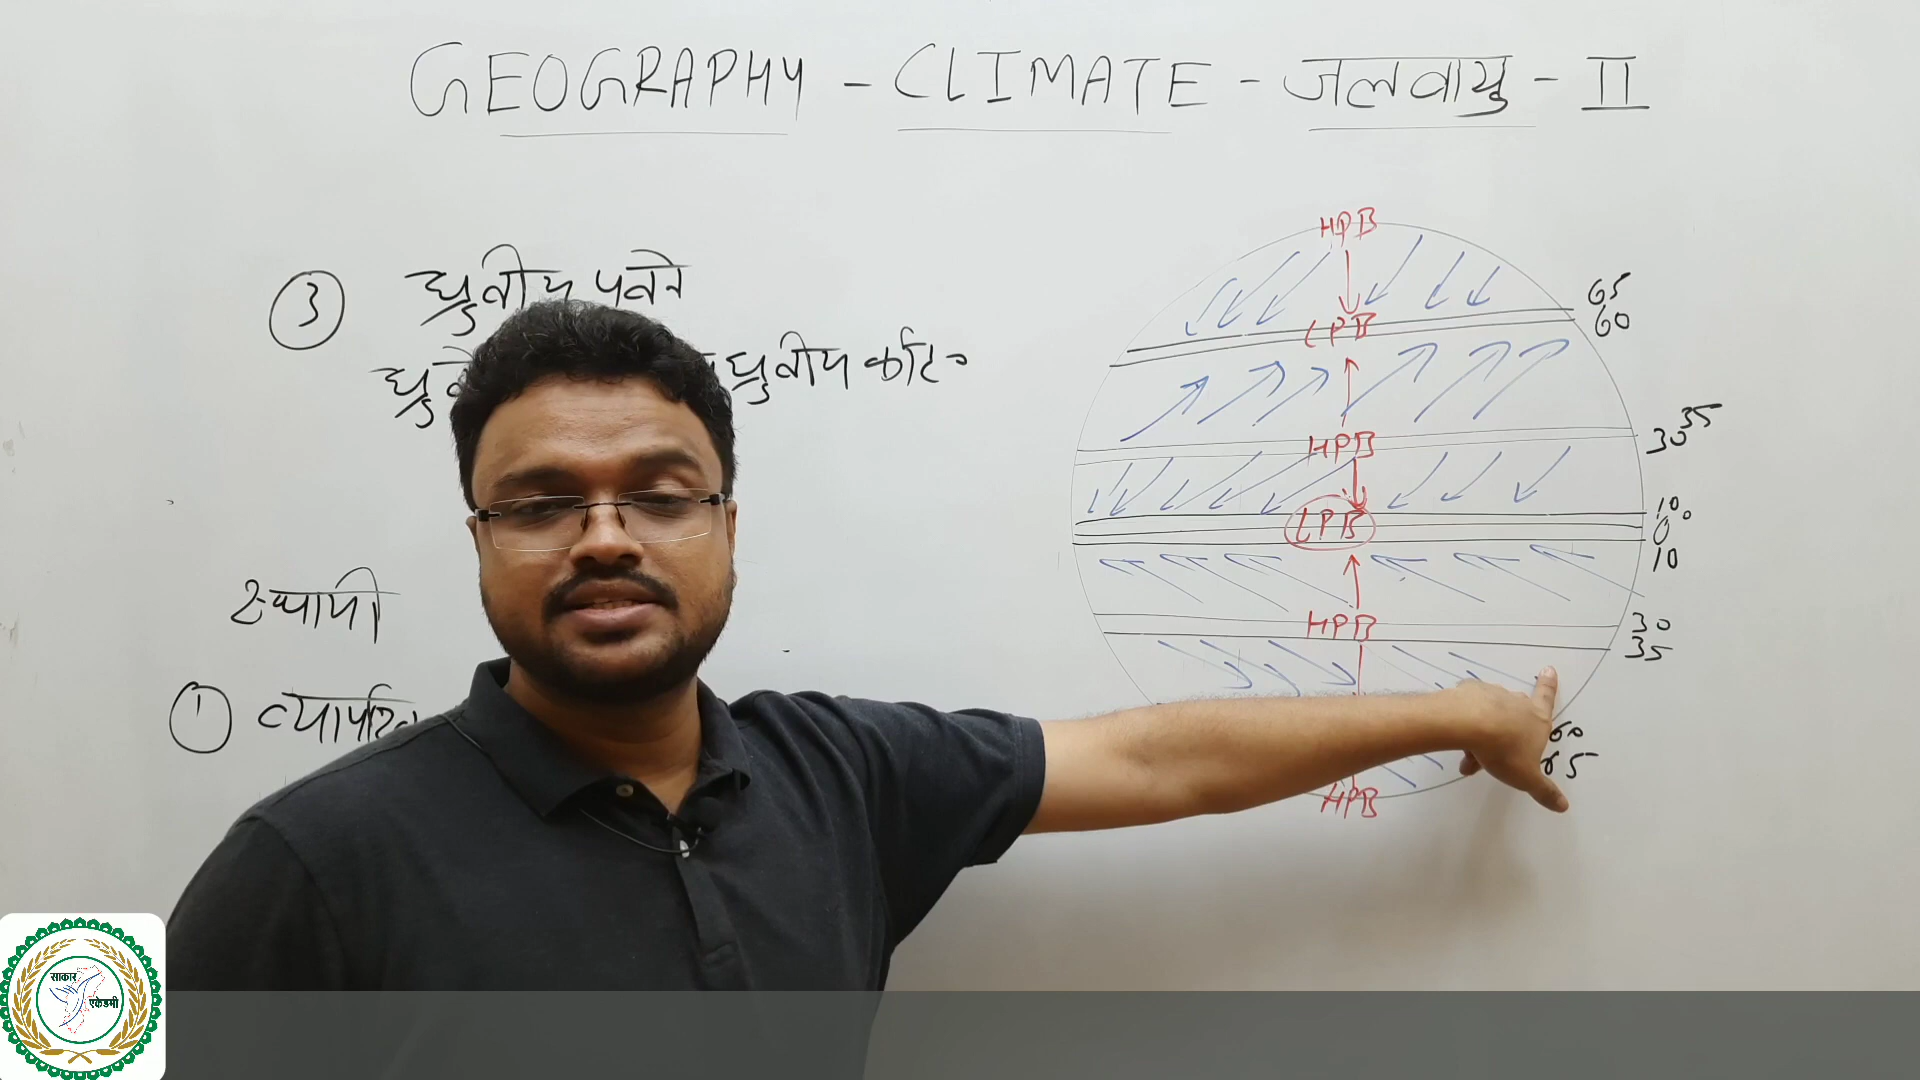 GEOGRAPHY - CLIMATE - जलवायु - II
③ ध्रुवीय पवने
ध्रुवीय कटि॰
स्थायी
①
HPB
65
60
LPB
35
30
HPB
10
0°
LPB
10
HPB
30
35
60
65
HPB
साकार
एकेडमी